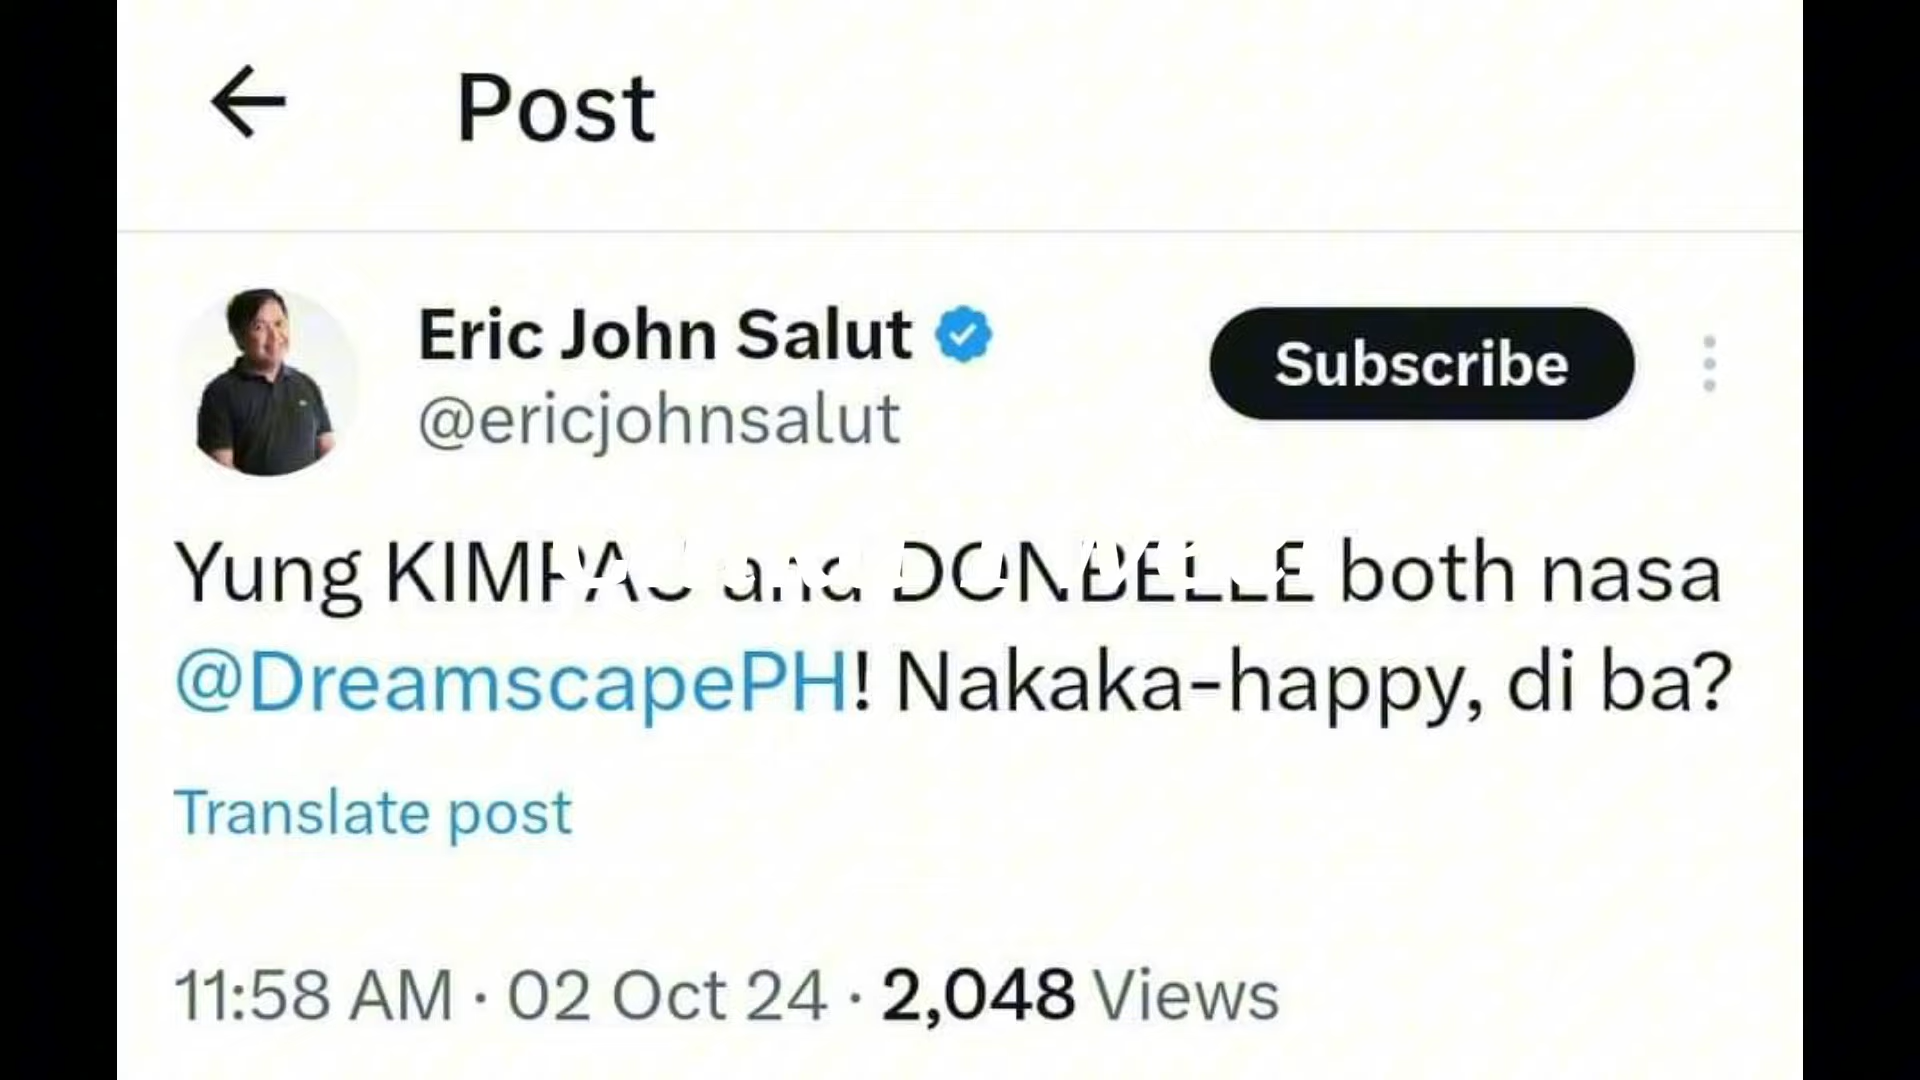 Post
Eric John Salut
Subscribe
@ericjohnsalut
Yung KIMPAU and DONBELLE both nasa
@DreamscapePH! Nakaka-happy, di ba?
Translate post
11:58 AM · 02 Oct 24 · 2,048 Views